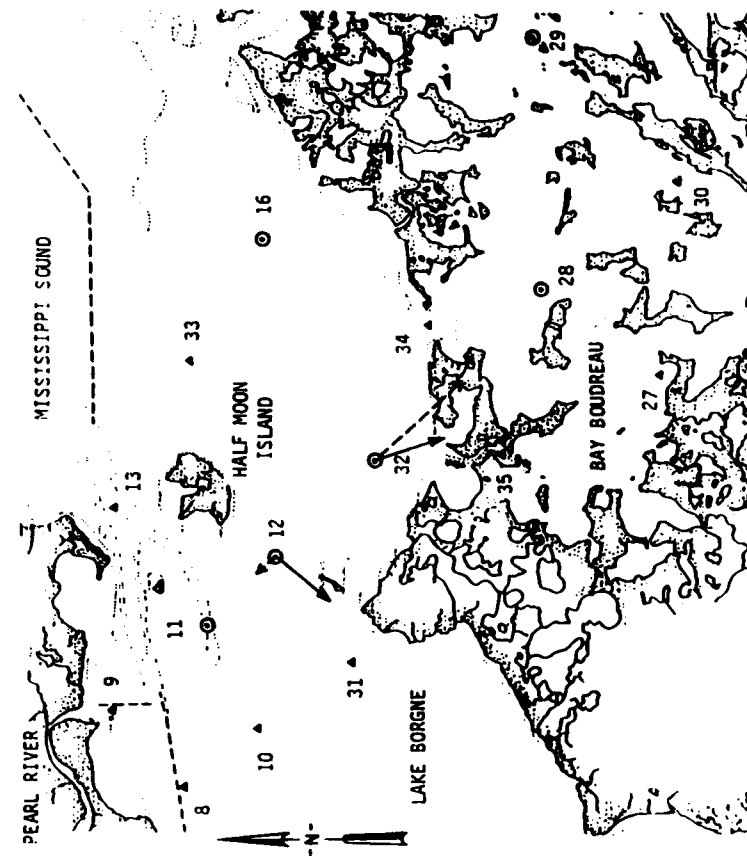 MISSISSIPPI SOUND
PEARL RIVER
HALF MOON
ISLAND
LAKE BORGNE
BAY BOUDREAU
8
9
10
11
12
13
16
27
28
29
30
31
32
33
34
35
-N-